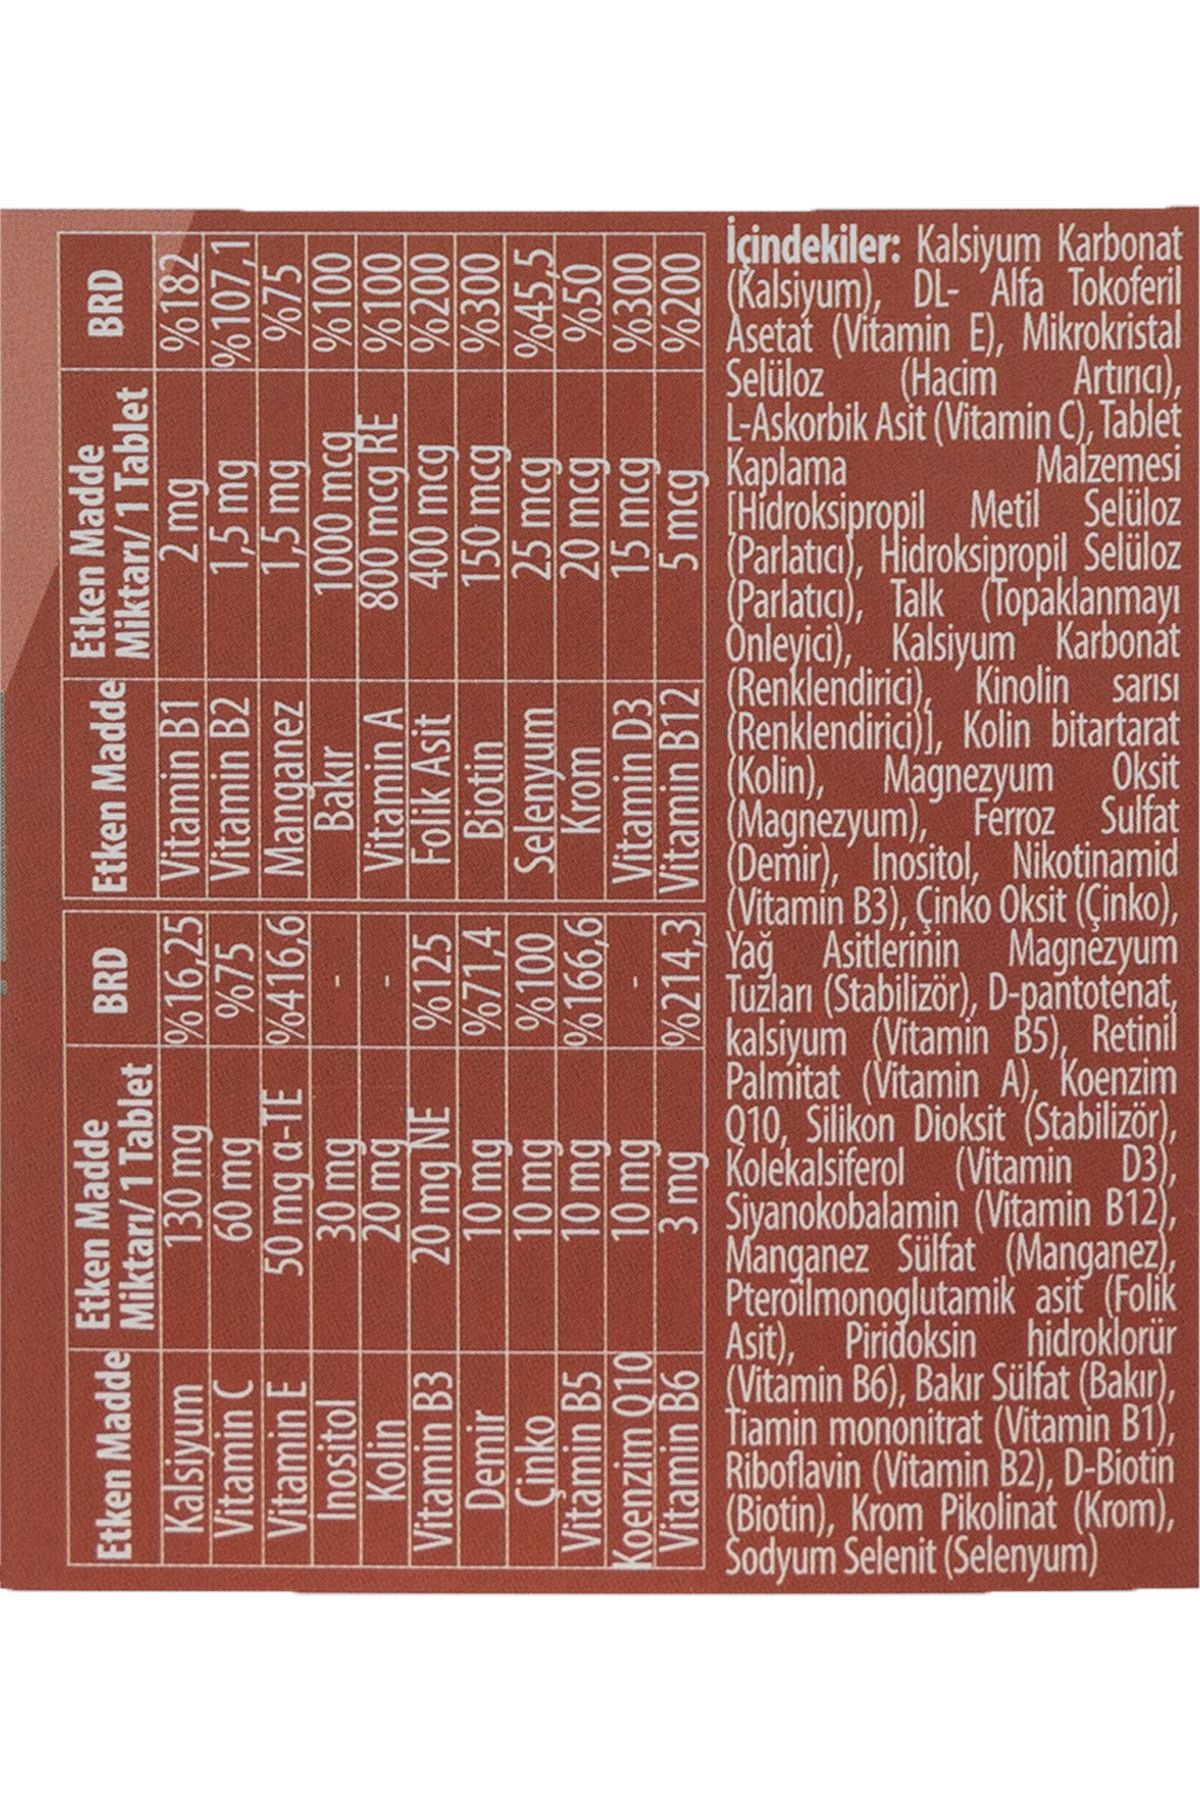 Etken Madde Etken Madde Miktarı/ 1 Tablet BRD
Kalsiyum 130 mg %16,25
Vitamin C 60 mg %75
Vitamin E 50 mg α-TE %416,6
Inositol 30 mg -
Kolin 20 mg -
Vitamin B3 20 mg NE %125
Demir 10 mg %71,4
Çinko 10 mg %100
Vitamin B5 10 mg %166,6
Koenzim Q10 10 mg -
Vitamin B6 3 mg %214,3
Etken Madde Etken Madde Miktarı/ 1 Tablet BRD
Vitamin B1 2 mg %182
Vitamin B2 1,5 mg %107,1
Manganez 1,5 mg %75
Bakır 1000 mcg %100
Vitamin A 800 mcg RE %100
Folik Asit 400 mcg %200
Biotin 150 mcg %300
Selenyum 25 mcg %45,5
Krom 20 mcg %50
Vitamin D3 15 mcg %300
Vitamin B12 5 mcg %200
İçindekiler: Kalsiyum Karbonat
(Kalsiyum), DL- Alfa Tokoferil
Asetat (Vitamin E), Mikrokristal
Selüloz (Hacim Artırıcı),
L-Askorbik Asit (Vitamin C), Tablet
Kaplama Malzemesi
[Hidroksipropil Metil Selüloz
(Parlatıcı), Hidroksipropil Selüloz
(Parlatıcı), Talk (Topaklanmayı
Önleyici), Kalsiyum Karbonat
(Renklendirici), Kinolin sarısı
(Renklendirici)], Kolin bitartarat
(Kolin), Magnezyum Oksit
(Magnezyum), Ferroz Sulfat
(Demir), Inositol, Nikotinamid
(Vitamin B3), Çinko Oksit (Çinko),
Yağ Asitlerinin Magnezyum
Tuzları (Stabilizör), D-pantotenat,
kalsiyum (Vitamin B5), Retinil
Palmitat (Vitamin A), Koenzim
Q10, Silikon Dioksit (Stabilizör),
Kolekalsiferol (Vitamin D3),
Siyanokobalamin (Vitamin B12),
Manganez Sülfat (Manganez),
Pteroilmonoglutamik asit (Folik
Asit), Piridoksin hidroklorür
(Vitamin B6), Bakır Sülfat (Bakır),
Tiamin mononitrat (Vitamin B1),
Riboflavin (Vitamin B2), D-Biotin
(Biotin), Krom Pikolinat (Krom),
Sodyum Selenit (Selenyum)